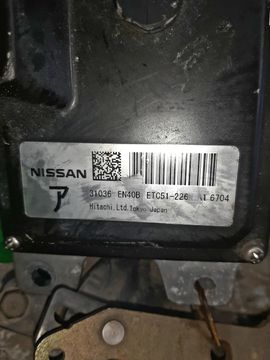 NISSAN
ア
31036 EN40B ETC51-226 6704
Hitachi,Ltd.Tokyo Japan